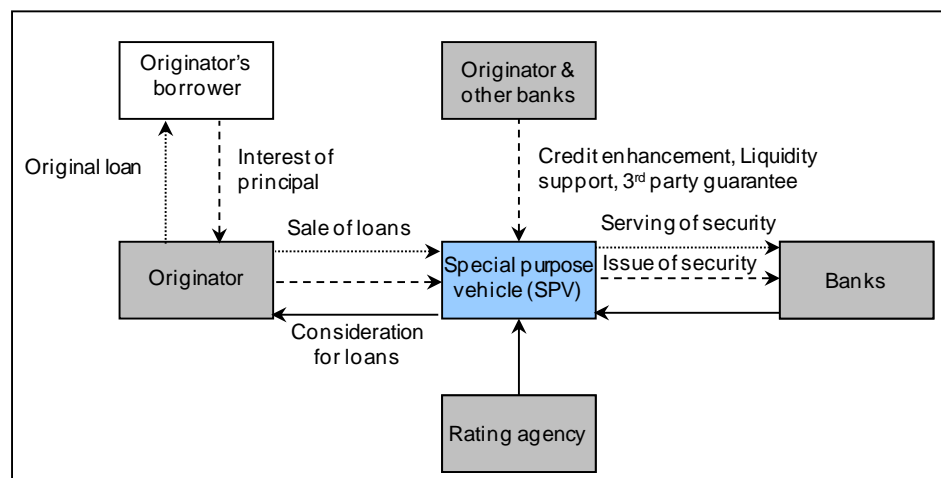 Originator's
borrower
Originator &
other banks
Original loan
Interest of
principal
Credit enhancement, Liquidity
support, 3rd party guarantee
Sale of loans
Serving of security
Originator
Special purpose
vehicle (SPV)
Issue of security
Banks
Consideration
for loans
Rating agency